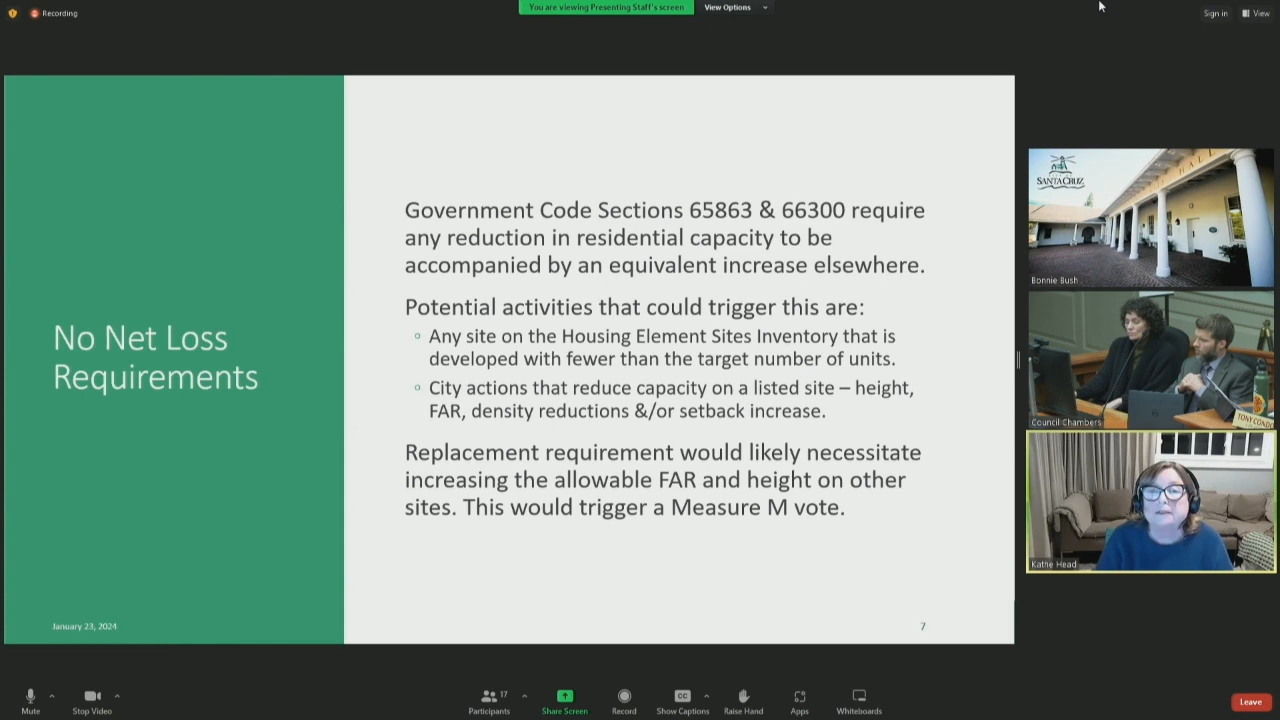 Recording
You are viewing Presenting Staff's screen
View Options
Sign in
View
No Net Loss
Requirements
January 23, 2024
Government Code Sections 65863 & 66300 require
any reduction in residential capacity to be
accompanied by an equivalent increase elsewhere.
Potential activities that could trigger this are:
Any site on the Housing Element Sites Inventory that is
developed with fewer than the target number of units.
City actions that reduce capacity on a listed site – height,
FAR, density reductions &/or setback increase.
Replacement requirement would likely necessitate
increasing the allowable FAR and height on other
sites. This would trigger a Measure M vote.
7
SANTA CRUZ
HALL
Bonnie Bush
TONY CONDO
Council Chambers
Kathe Head
Mute
Stop Video
Participants
17
Share Screen
Record
CC
Show Captions
Raise Hand
Apps
Whiteboards
Leave